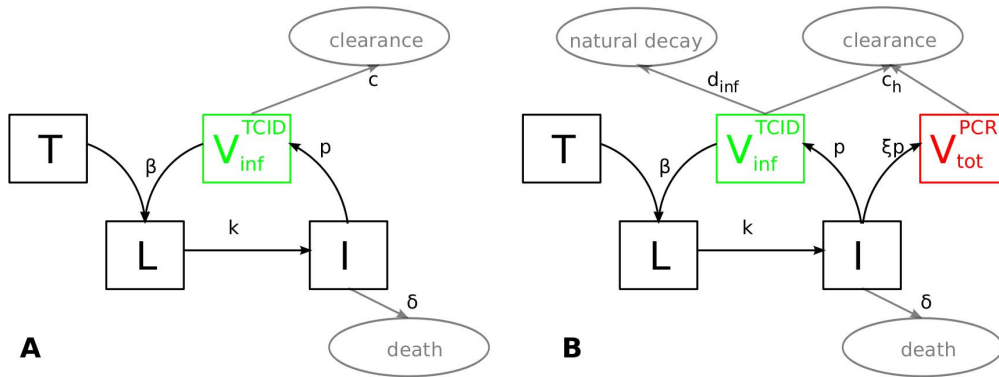 clearance
c
T
V inf TCID
p
β
L
k
I
δ
death
A
natural decay
clearance
d inf
c h
T
V inf TCID
p
ξp
V tot PCR
β
L
k
I
δ
death
B